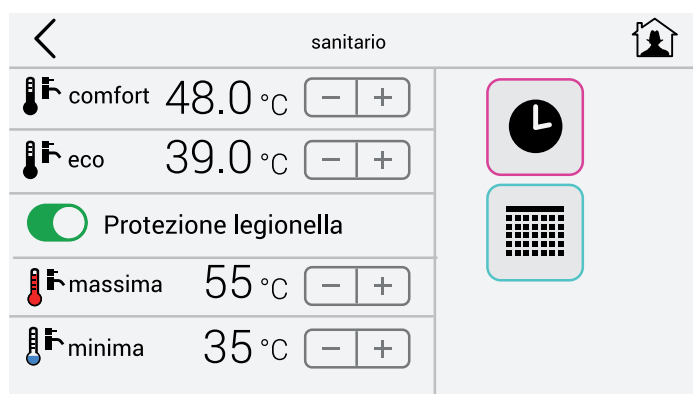 sanitario
comfort 48.0 °C − +
eco 39.0 °C − +
Protezione legionella
massima 55 °C − +
minima 35 °C − +